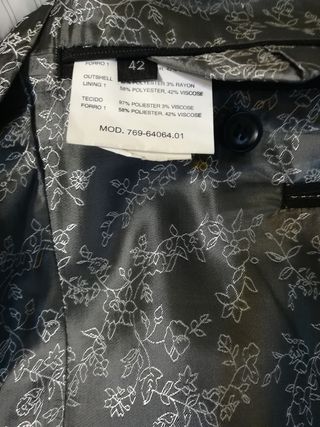 42
FORRO 1
OUTSHELL POLYESTER 3% RAYON
LINING 1 58% POLYESTER, 42% VISCOSE
TECIDO 97% POLIESTER 3% VISCOSE
FORRO 1 58% POLIESTER, 42% VISCOSE
MOD. 769-64064.01